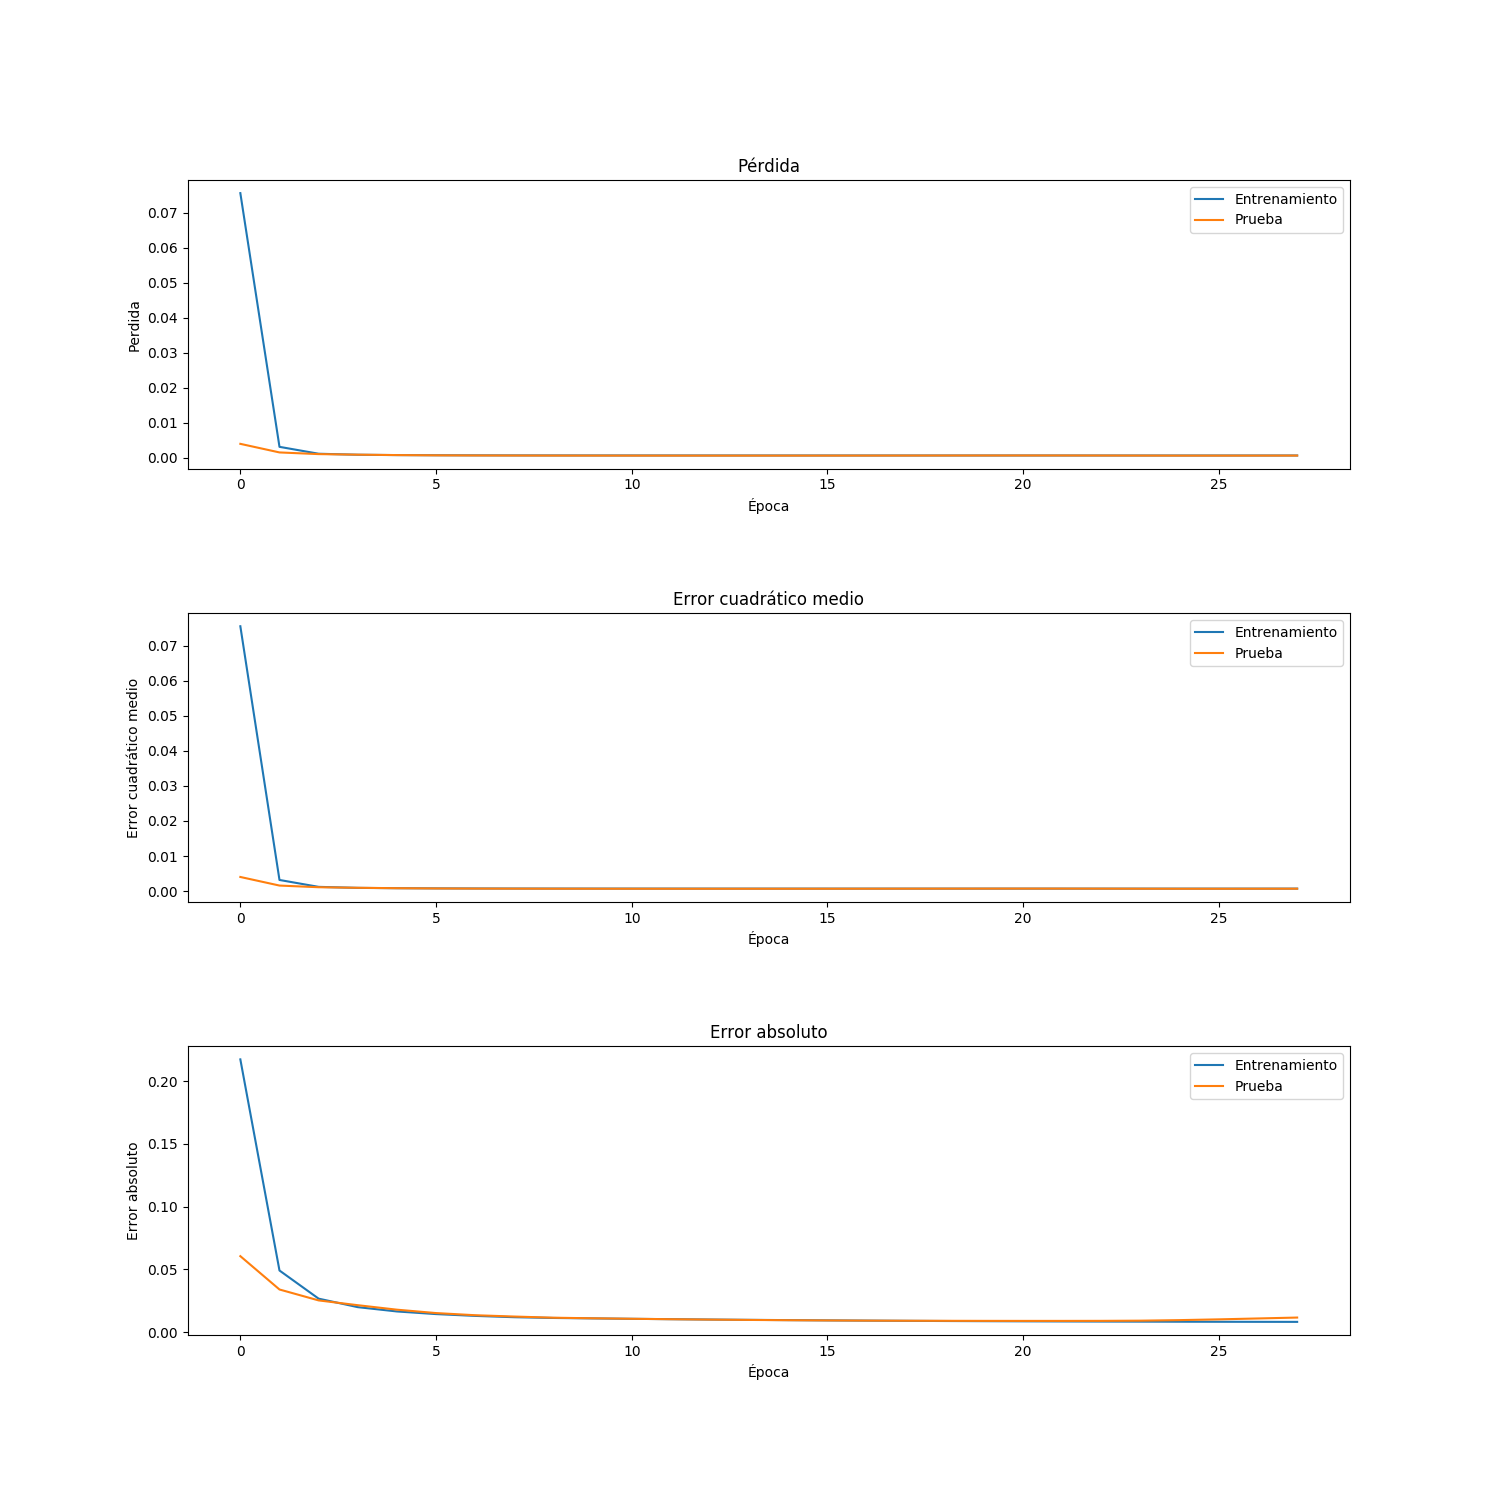 Pérdida
Entrenamiento
Prueba
0.07
0.06
0.05
0.04
0.03
0.02
0.01
0.00
Perdida
0 5 10 15 20 25
Época
Error cuadrático medio
Entrenamiento
Prueba
0.07
0.06
0.05
0.04
0.03
0.02
0.01
0.00
Error cuadrático medio
0 5 10 15 20 25
Época
Error absoluto
Entrenamiento
Prueba
0.20
0.15
0.10
0.05
0.00
Error absoluto
0 5 10 15 20 25
Época